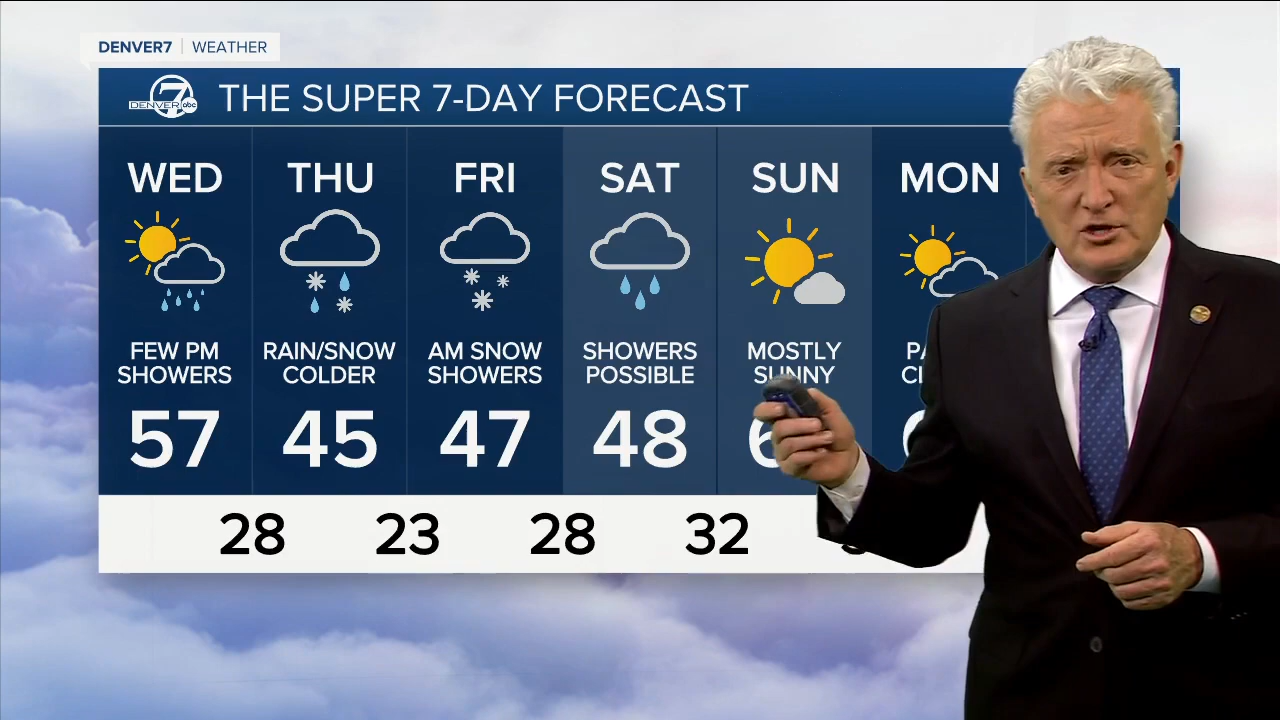 DENVER7 | WEATHER
DENVER 7 abc
THE SUPER 7-DAY FORECAST
WED THU FRI SAT SUN MON
FEW PM RAIN/SNOW AM SNOW SHOWERS MOSTLY
SHOWERS COLDER SHOWERS POSSIBLE SUNNY
57 45 47 48
28 23 28 32